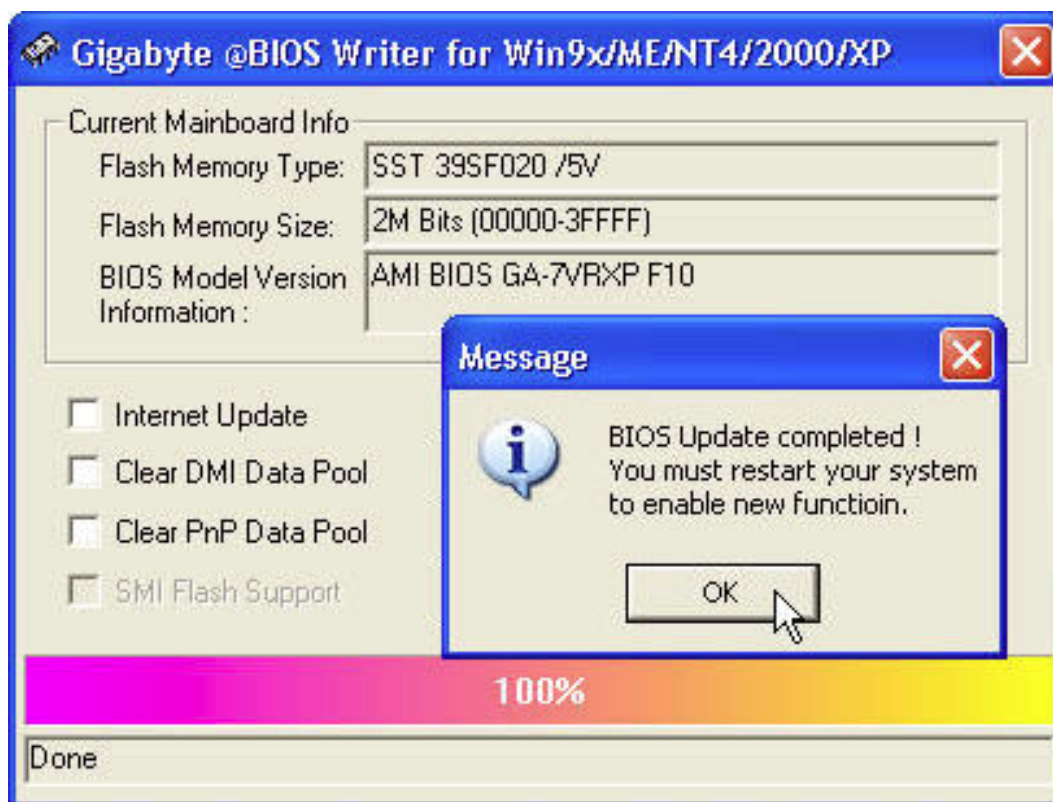 Gigabyte @BIOS Writer for Win9x/ME/NT4/2000/XP
Current Mainboard Info
Flash Memory Type: SST 39SF020 /5V
Flash Memory Size: 2M Bits (00000-3FFFF)
BIOS Model Version AMI BIOS GA-7VRXP F10
Information :
Message
BIOS Update completed !
You must restart your system
to enable new functioin.
OK
Internet Update
Clear DMI Data Pool
Clear PnP Data Pool
SMI Flash Support
100%
Done